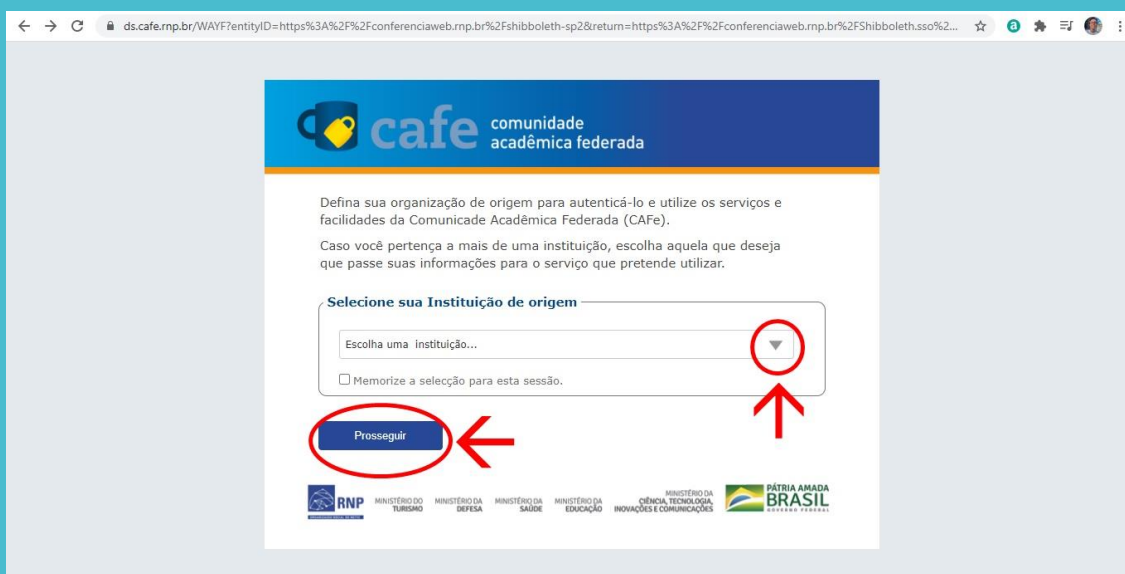 ds.cafe.rnp.br/WAYF?entityID=https%3A%2F%2Fconferenciaweb.rnp.br%2Fshibboleth-sp2&return=https%3A%2F%2Fconferenciaweb.rnp.br%2FShibboleth.sso%2...
cafe comunidade
acadêmica federada
Defina sua organização de origem para autenticá-lo e utilize os serviços e
facilidades da Comunicade Acadêmica Federada (CAFe).
Caso você pertença a mais de uma instituição, escolha aquela que deseja
que passe suas informações para o serviço que pretende utilizar.
Selecione sua Instituição de origem
Escolha uma instituição...
Memorize a selecção para esta sessão.
Prosseguir
RNP
MINISTÉRIO DO
TURISMO
MINISTÉRIO DA
DEFESA
MINISTÉRIO DA
SAÚDE
MINISTÉRIO DA
EDUCAÇÃO
MINISTÉRIO DA
CIÊNCIA, TECNOLOGIA,
INOVAÇÕES E COMUNICAÇÕES
PÁTRIA AMADA
BRASIL
GOVERNO FEDERAL